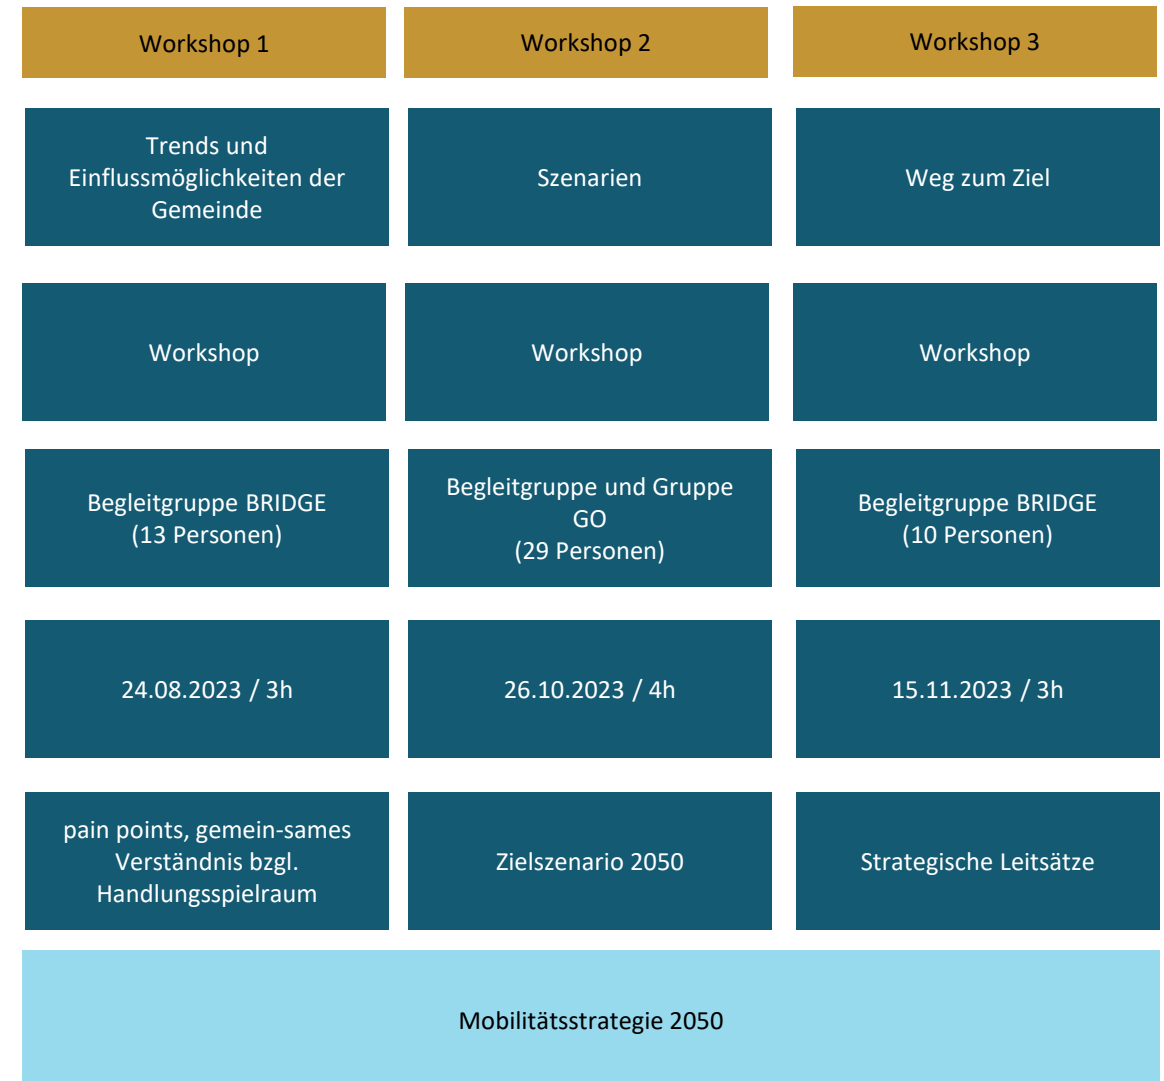 Workshop 1
Workshop 2
Workshop 3
Trends und
Einflussmöglichkeiten der
Gemeinde
Szenarien
Weg zum Ziel
Workshop
Workshop
Workshop
Begleitgruppe BRIDGE
(13 Personen)
Begleitgruppe und Gruppe
GO
(29 Personen)
Begleitgruppe BRIDGE
(10 Personen)
24.08.2023 / 3h
26.10.2023 / 4h
15.11.2023 / 3h
pain points, gemein-sames
Verständnis bzgl.
Handlungsspielraum
Zielszenario 2050
Strategische Leitsätze
Mobilitätsstrategie 2050